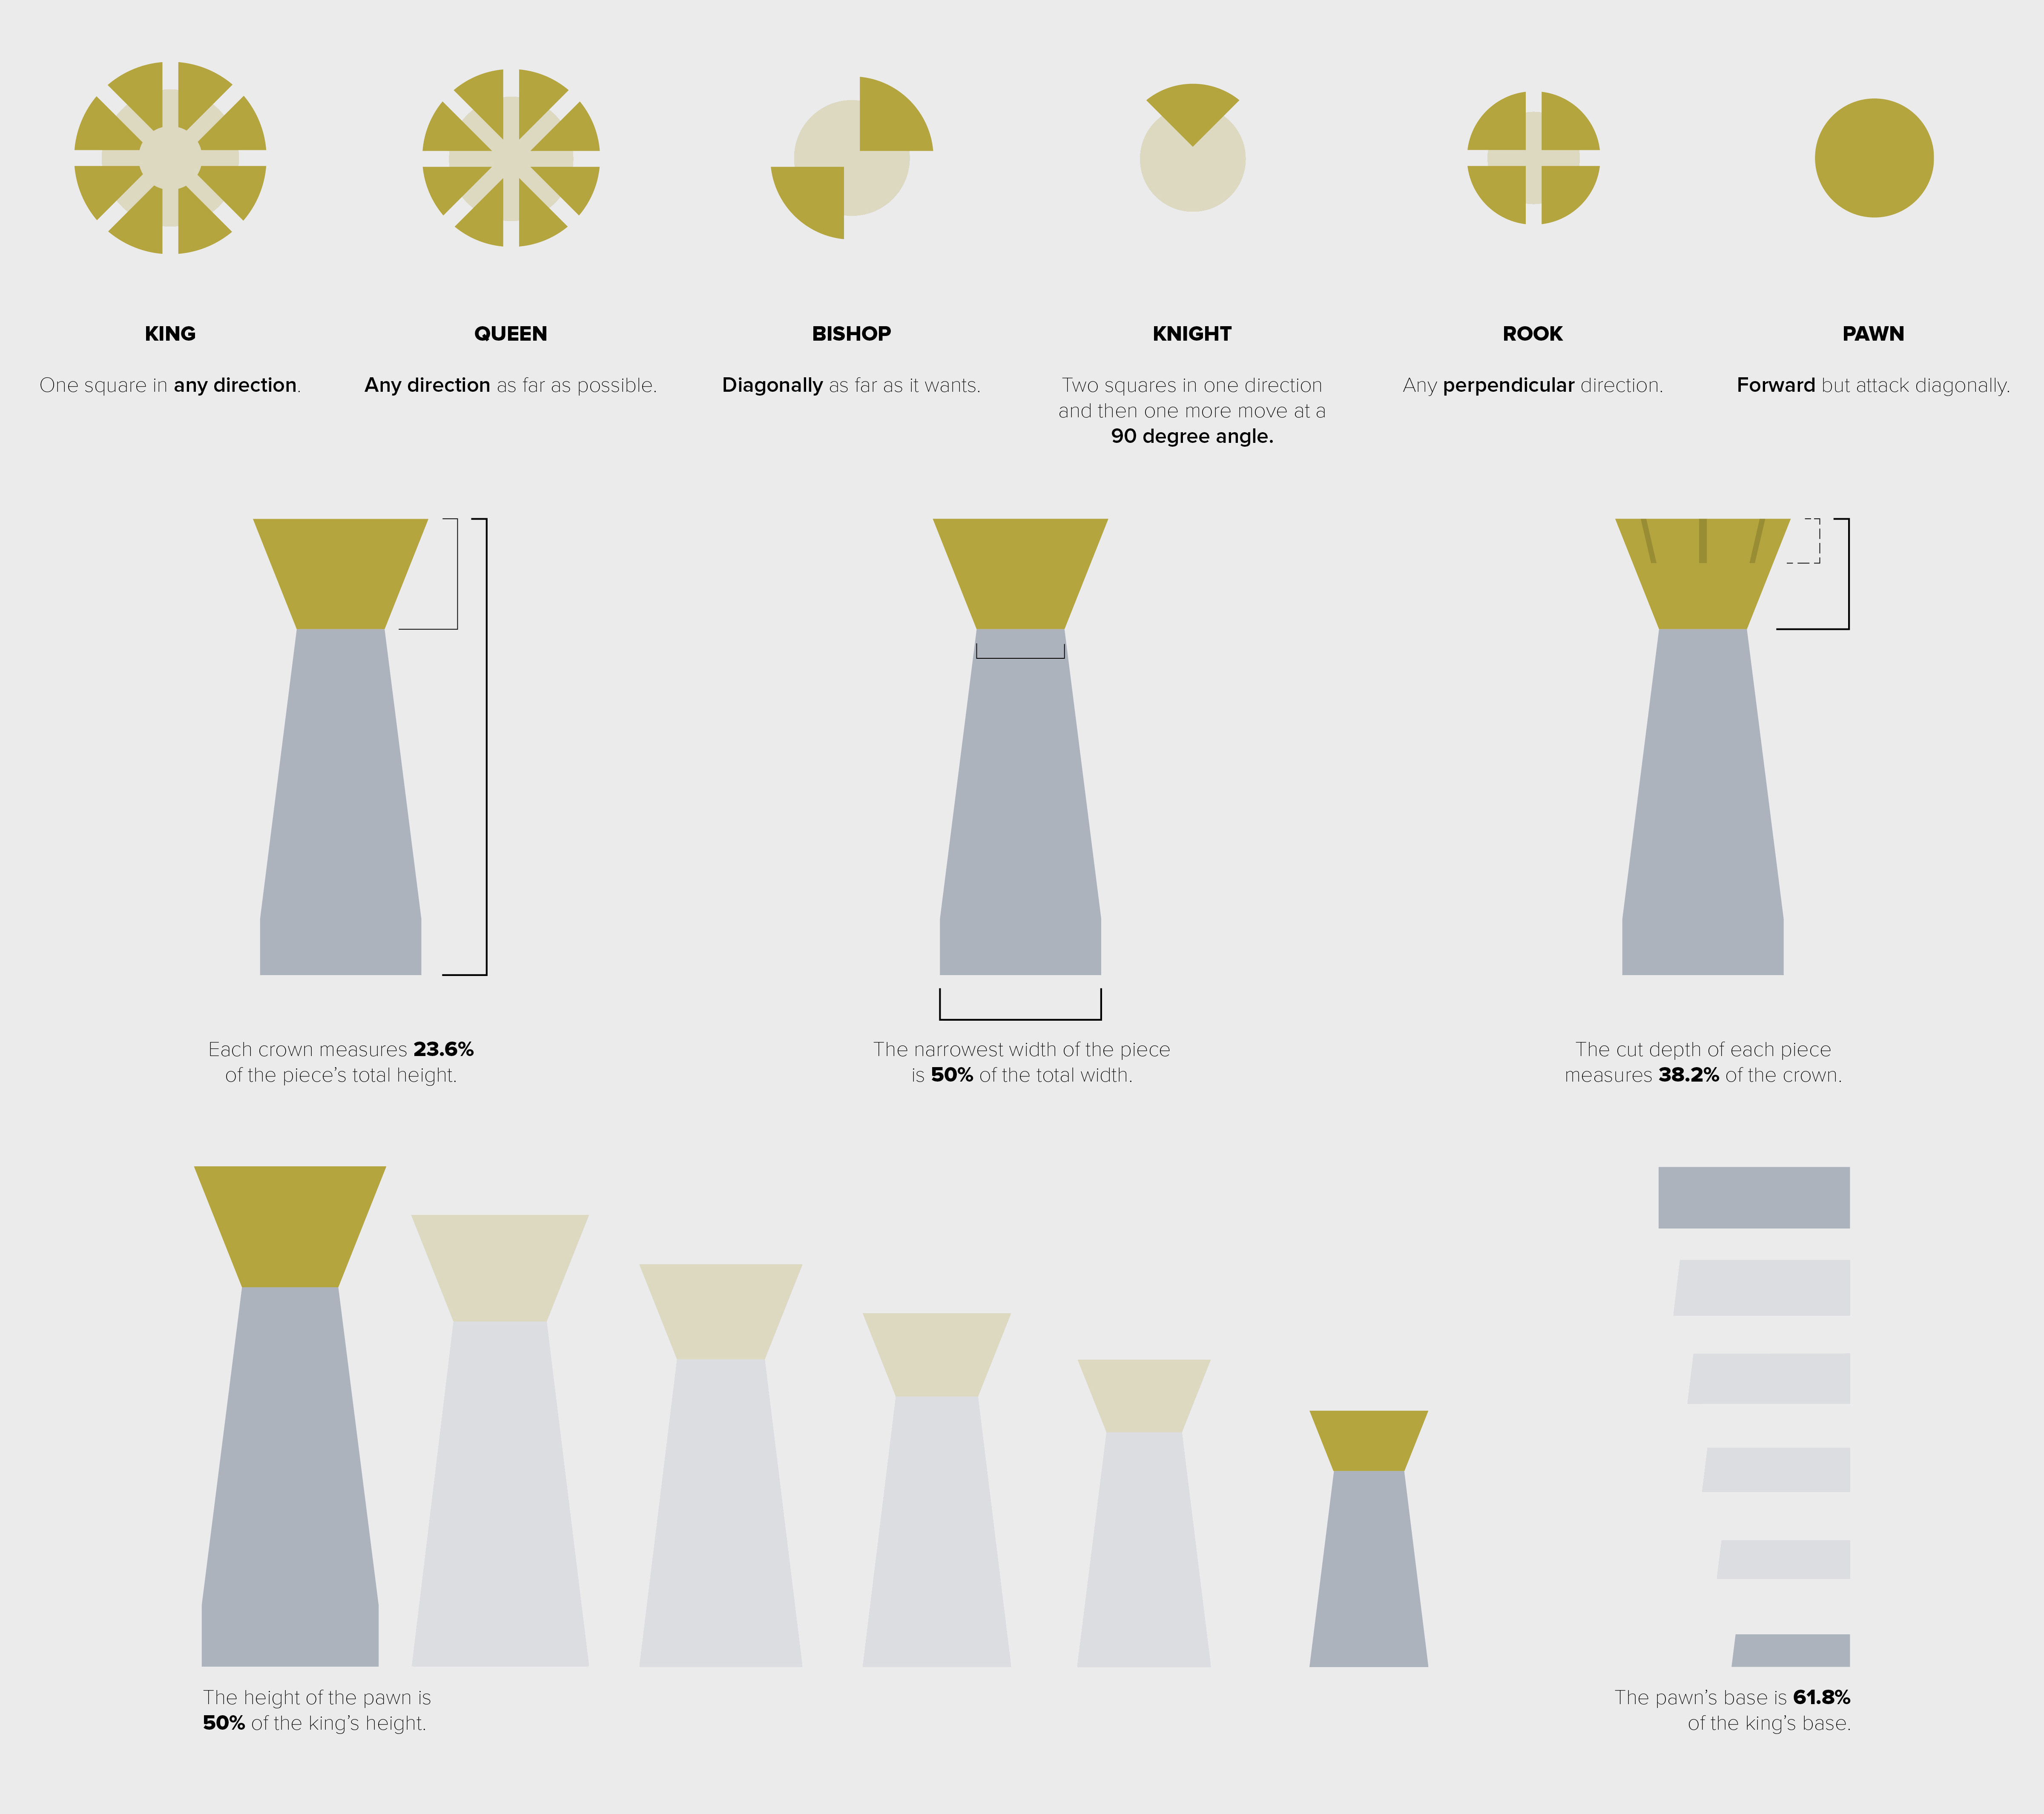 KING
One square in any direction.
QUEEN
Any direction as far as possible.
BISHOP
Diagonally as far as it wants.
KNIGHT
Two squares in one direction
and then one more move at a
90 degree angle.
ROOK
Any perpendicular direction.
PAWN
Forward but attack diagonally.
Each crown measures 23.6%
of the piece’s total height.
The narrowest width of the piece
is 50% of the total width.
The cut depth of each piece
measures 38.2% of the crown.
The height of the pawn is
50% of the king’s height.
The pawn’s base is 61.8%
of the king’s base.